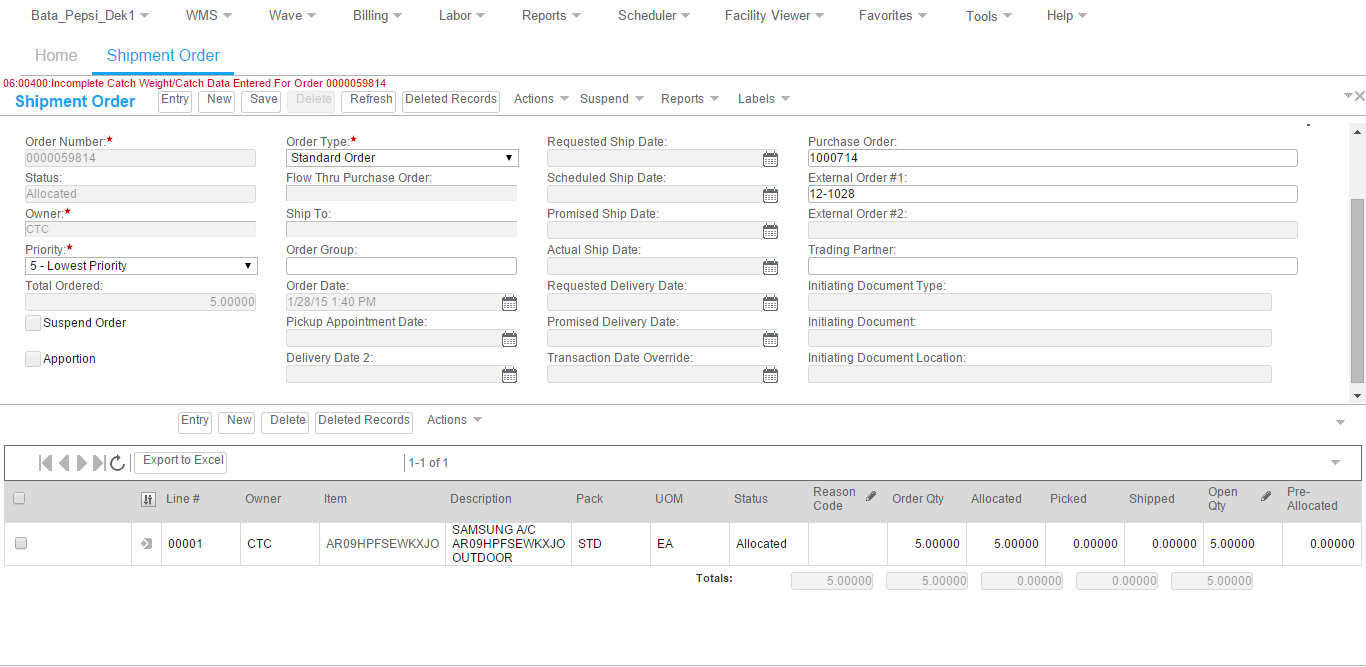 Bata_Pepsi_Dek1 WMS Wave Billing Labor Reports Scheduler Facility Viewer Favorites Tools Help
Home Shipment Order
06:00400:Incomplete Catch Weight/Catch Data Entered For Order 0000059814
Shipment Order Entry New Save Delete Refresh Deleted Records Actions Suspend Reports Labels
Order Number:* Order Type:* Requested Ship Date: Purchase Order:
0000059814 Standard Order 1000714
Status: Flow Thru Purchase Order: Scheduled Ship Date: External Order #1:
Allocated 12-1028
Owner:* Ship To: Promised Ship Date: External Order #2:
CTC
Priority:* Order Group: Actual Ship Date: Trading Partner:
5 - Lowest Priority
Total Ordered: Order Date: Requested Delivery Date: Initiating Document Type:
5.00000 1/28/15 1:40 PM
Suspend Order Pickup Appointment Date: Promised Delivery Date: Initiating Document:
Apportion Delivery Date 2: Transaction Date Override: Initiating Document Location:
Entry New Delete Deleted Records Actions
Export to Excel 1-1 of 1
Line # Owner Item Description Pack UOM Status Reason Code Order Qty Allocated Picked Shipped Open Qty Pre-Allocated
00001 CTC AR09HPFSEWKXJO SAMSUNG A/C AR09HPFSEWKXJO OUTDOOR STD EA Allocated 5.00000 5.00000 0.00000 0.00000 5.00000 0.00000
Totals: 5.00000 5.00000 0.00000 0.00000 5.00000